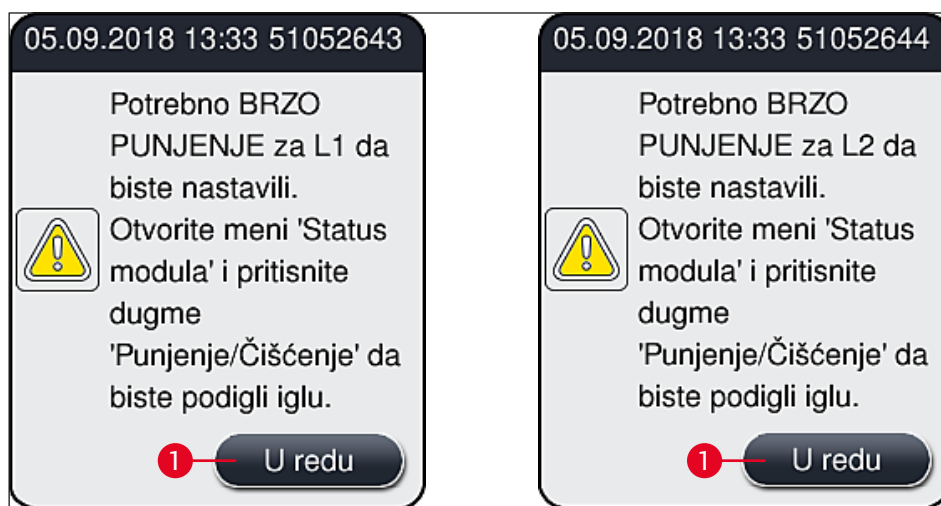 05.09.2018 13:33 51052643
Potrebno BRZO
PUNJENJE za L1 da
biste nastavili.
Otvorite meni 'Status
modula' i pritisnite
dugme
'Punjenje/Čišćenje' da
biste podigli iglu.
1
U redu
05.09.2018 13:33 51052644
Potrebno BRZO
PUNJENJE za L2 da
biste nastavili.
Otvorite meni 'Status
modula' i pritisnite
dugme
'Punjenje/Čišćenje' da
biste podigli iglu.
1
U redu